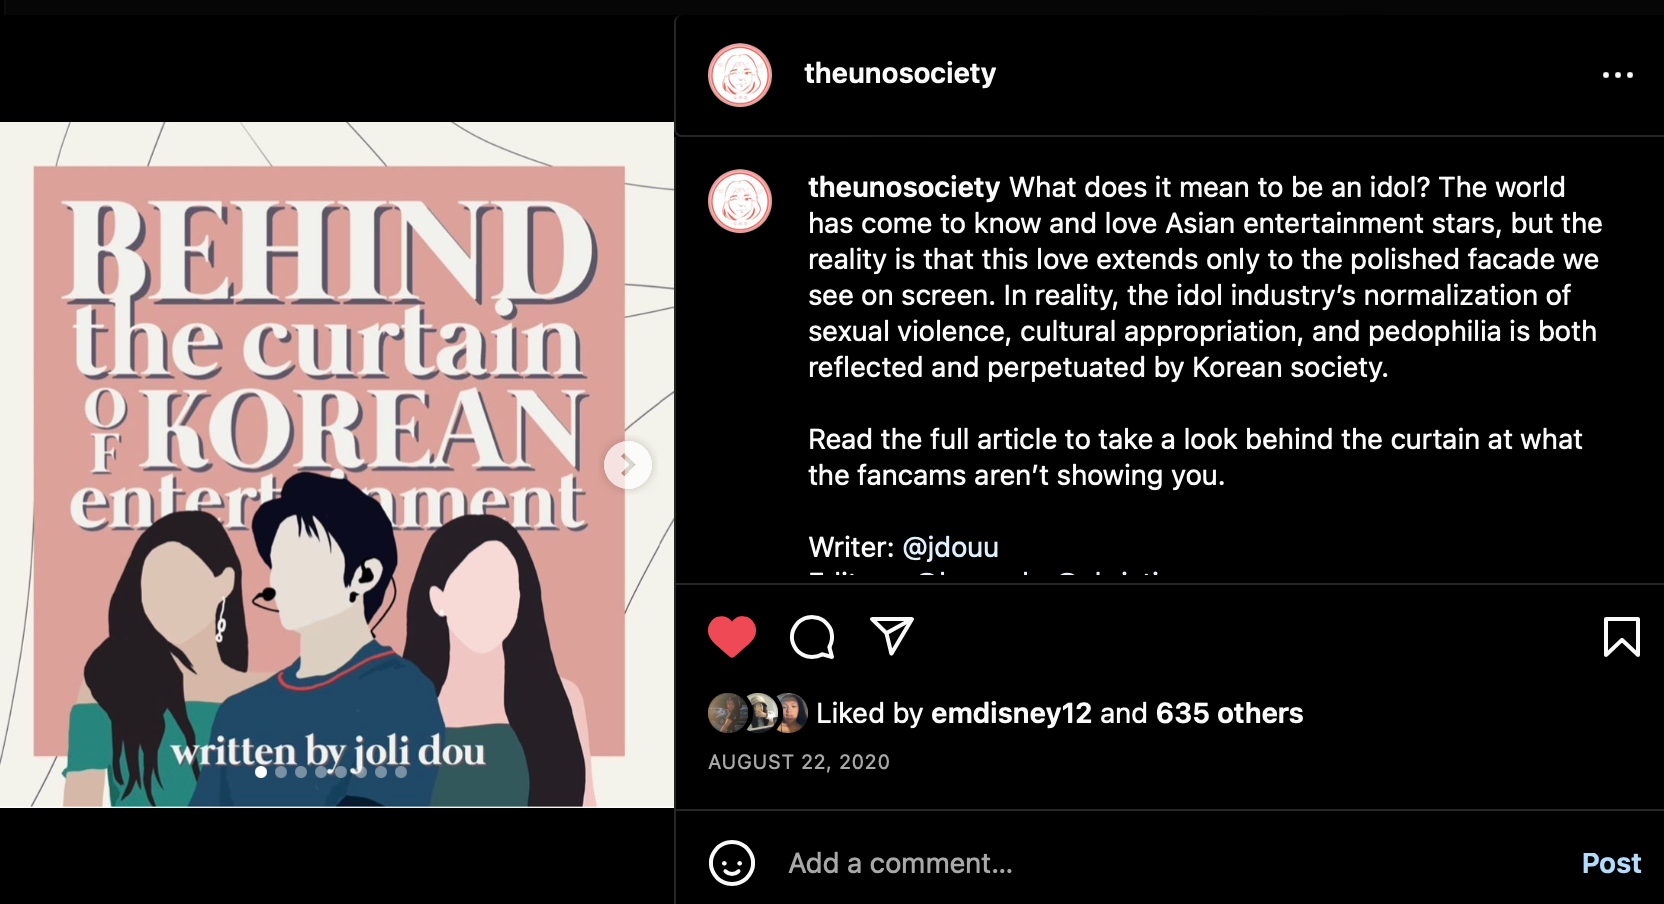 BEHIND
the curtain
OF KOREAN
entertainment
written by joli dou
theunosociety
theunosociety What does it mean to be an idol? The world
has come to know and love Asian entertainment stars, but the
reality is that this love extends only to the polished facade we
see on screen. In reality, the idol industry’s normalization of
sexual violence, cultural appropriation, and pedophilia is both
reflected and perpetuated by Korean society.
Read the full article to take a look behind the curtain at what
the fancams aren’t showing you.
Writer: @jdouu
Liked by emdisney12 and 635 others
AUGUST 22, 2020
Add a comment...
Post